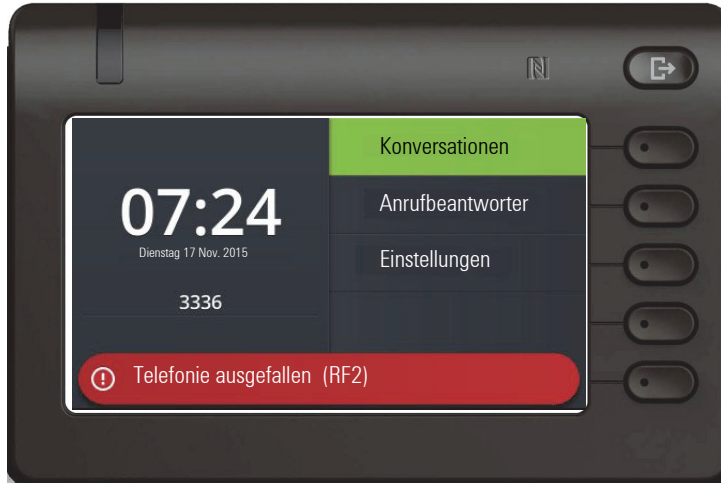 Konversationen
07:24
Anrufbeantworter
Dienstag 17 Nov. 2015
Einstellungen
3336
Telefonie ausgefallen (RF2)